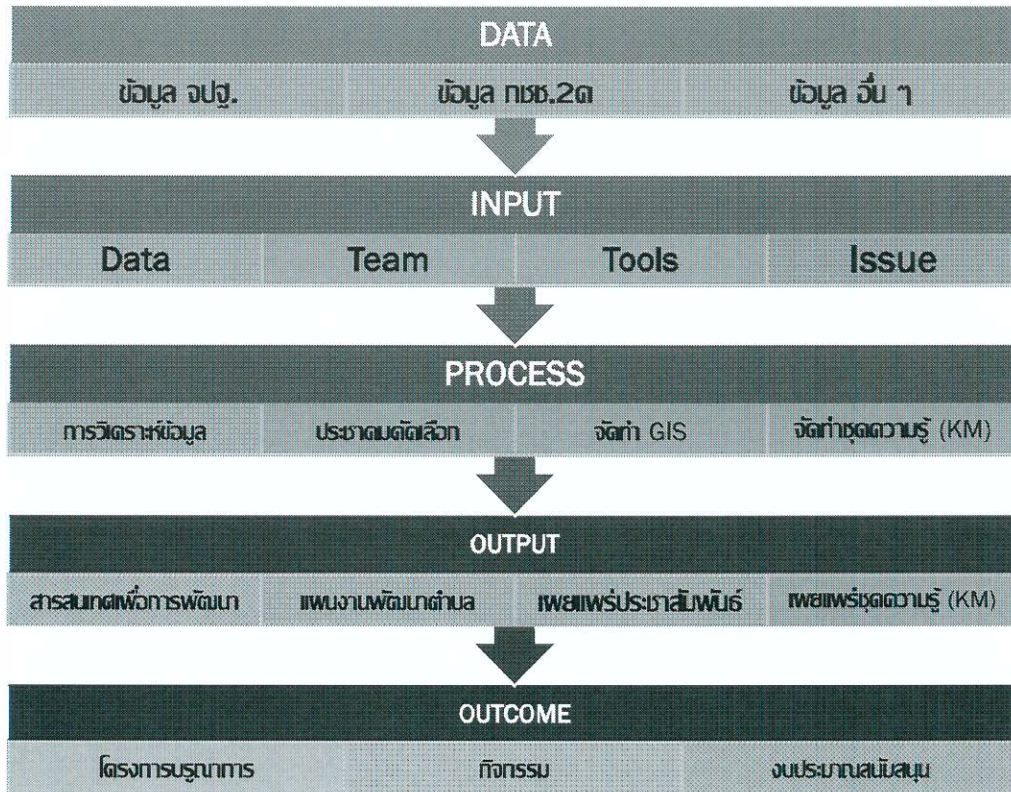 DATA
ข้อมูล จปฐ. ข้อมูล กชช.2ค ข้อมูล อื่น ๆ
INPUT
Data Team Tools Issue
PROCESS
การวิเคราะห์ข้อมูล ประชาคมคัดเลือก จัดทำ GIS จัดทำชุดความรู้ (KM)
OUTPUT
สารสนเทศเพื่อการพัฒนา แผนงานพัฒนาตำบล เผยแพร่ประชาสัมพันธ์ เผยแพร่ชุดความรู้ (KM)
OUTCOME
โครงการบรูณาการ กิจกรรม งบประมาณสนับสนุน